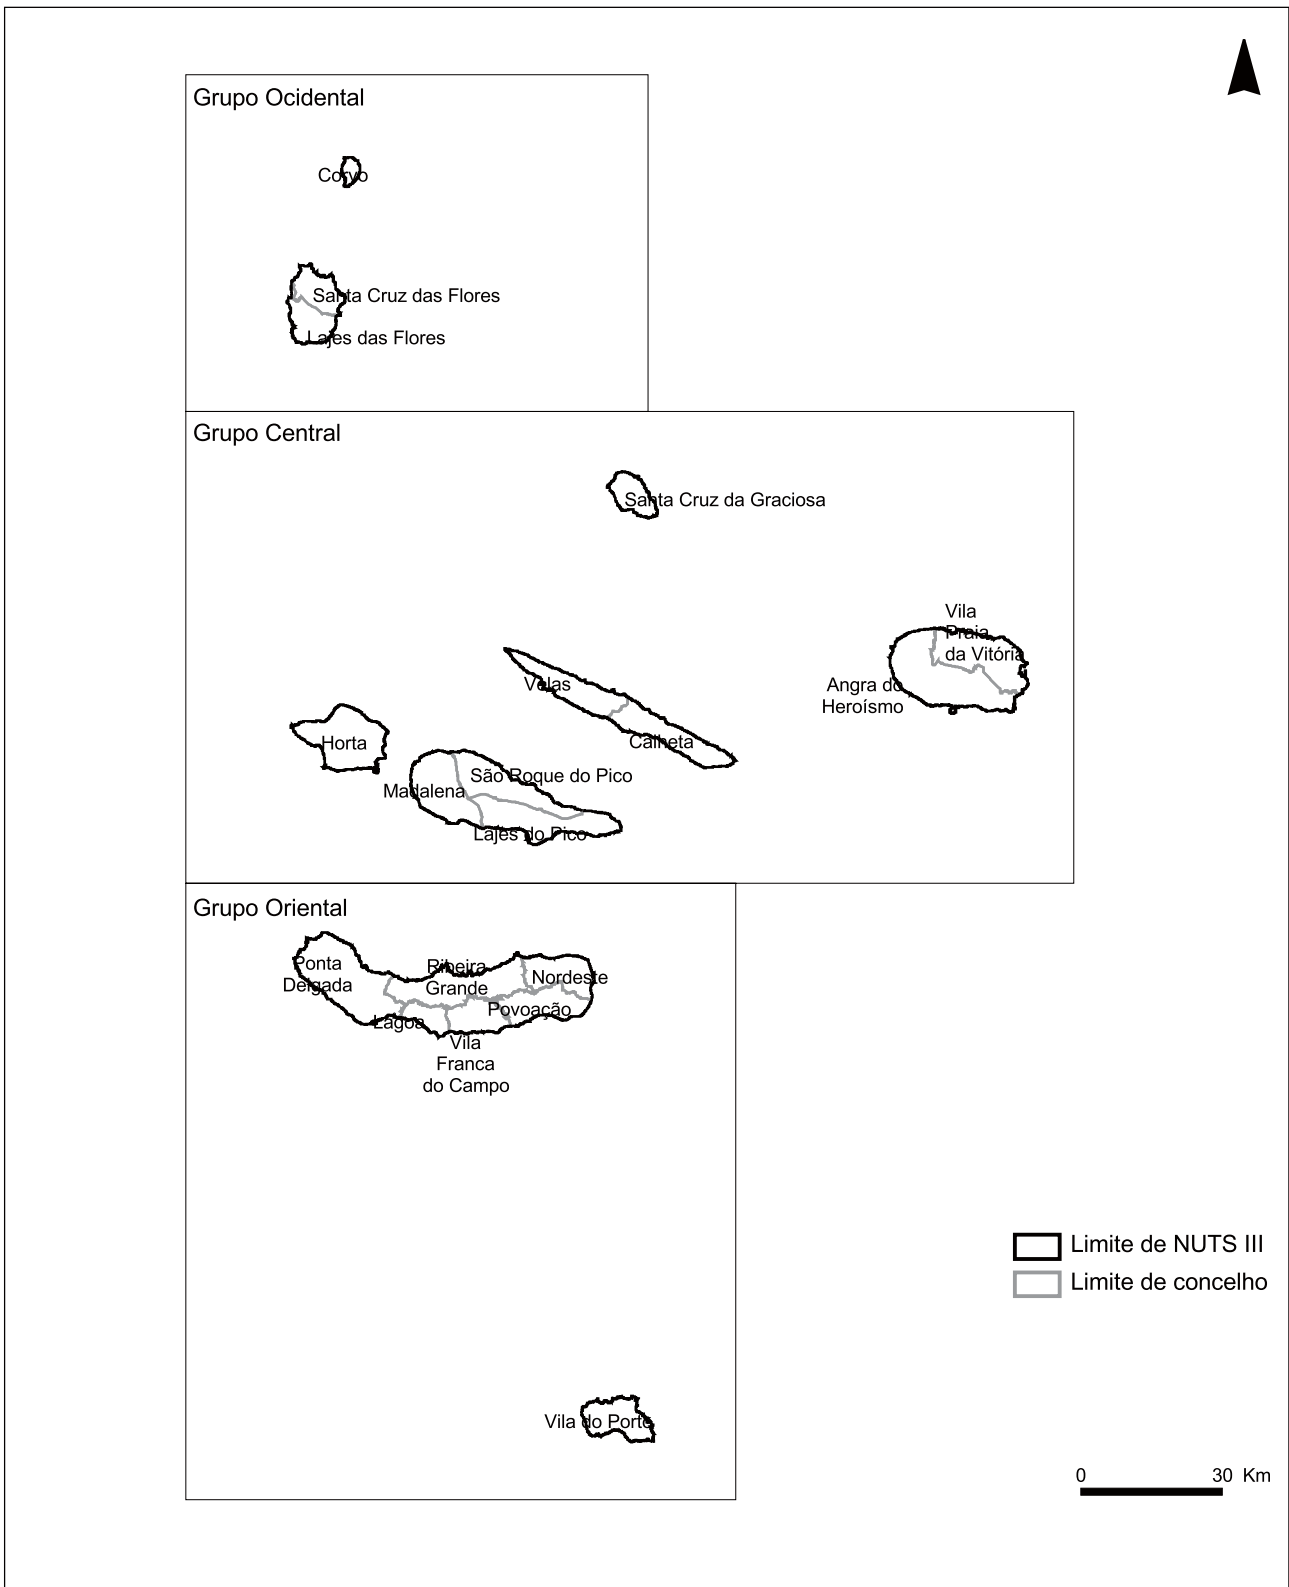 Grupo Ocidental
Corvo
Santa Cruz das Flores
Lajes das Flores
Grupo Central
Santa Cruz da Graciosa
Vila
Praia
da Vitória
Angra do
Heroísmo
Velas
Calheta
Horta
São Roque do Pico
Madalena
Lajes do Pico
Grupo Oriental
Ponta
Delgada
Ribeira
Grande
Nordeste
Povoação
Lagoa
Vila
Franca
do Campo
Limite de NUTS III
Limite de concelho
Vila do Porto
0 30 Km